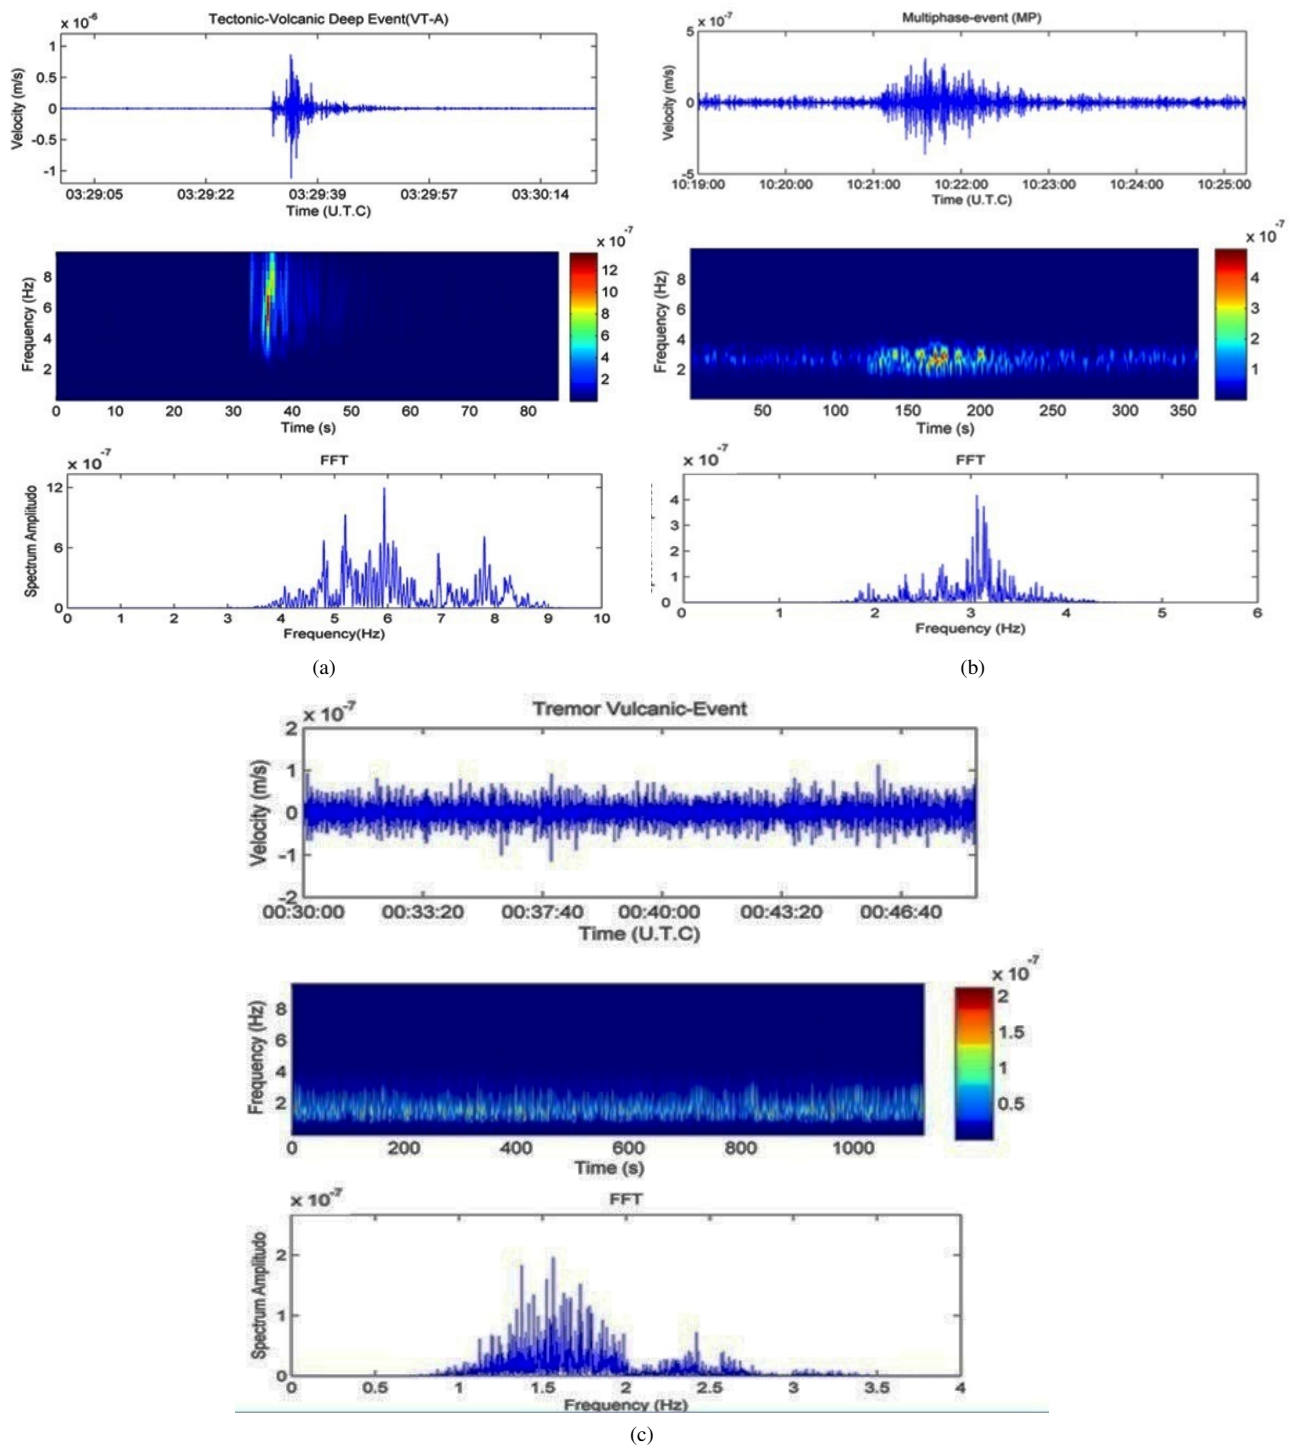 Tectonic-Volcanic Deep Event(VT-A)
x 10^-6
Velocity (m/s)
1
0.5
0
-0.5
-1
03:29:05 03:29:22 03:29:39 03:29:57 03:30:14
Time (U.T.C)
x 10^-7
Frequency (Hz)
8
6
4
2
0 10 20 30 40 50 60 70 80
Time (s)
12
10
8
6
4
2
FFT
x 10^-7
Spectrum Amplitudo
12
6
0
0 1 2 3 4 5 6 7 8 9 10
Frequency(Hz)
(a)
Multiphase-event (MP)
x 10^-7
Velocity (m/s)
5
0
-5
10:19:00 10:20:00 10:21:00 10:22:00 10:23:00 10:24:00 10:25:00
Time (U.T.C)
x 10^-7
Frequency (Hz)
8
6
4
2
50 100 150 200 250 300 350
Time (s)
4
3
2
1
FFT
x 10^-7
4
3
2
1
0
0 1 2 3 4 5 6
Frequency (Hz)
(b)
Tremor Vulcanic-Event
x 10^-7
Velocity (m/s)
2
1
0
-1
-2
00:30:00 00:33:20 00:37:40 00:40:00 00:43:20 00:46:40
Time (U.T.C)
x 10^-7
Frequency (Hz)
8
6
4
2
0 200 400 600 800 1000
Time (s)
2
1.5
1
0.5
FFT
x 10^-7
Spectrum Amplitudo
2
1
0
0 0.5 1 1.5 2 2.5 3 3.5 4
Frequency (Hz)
(c)